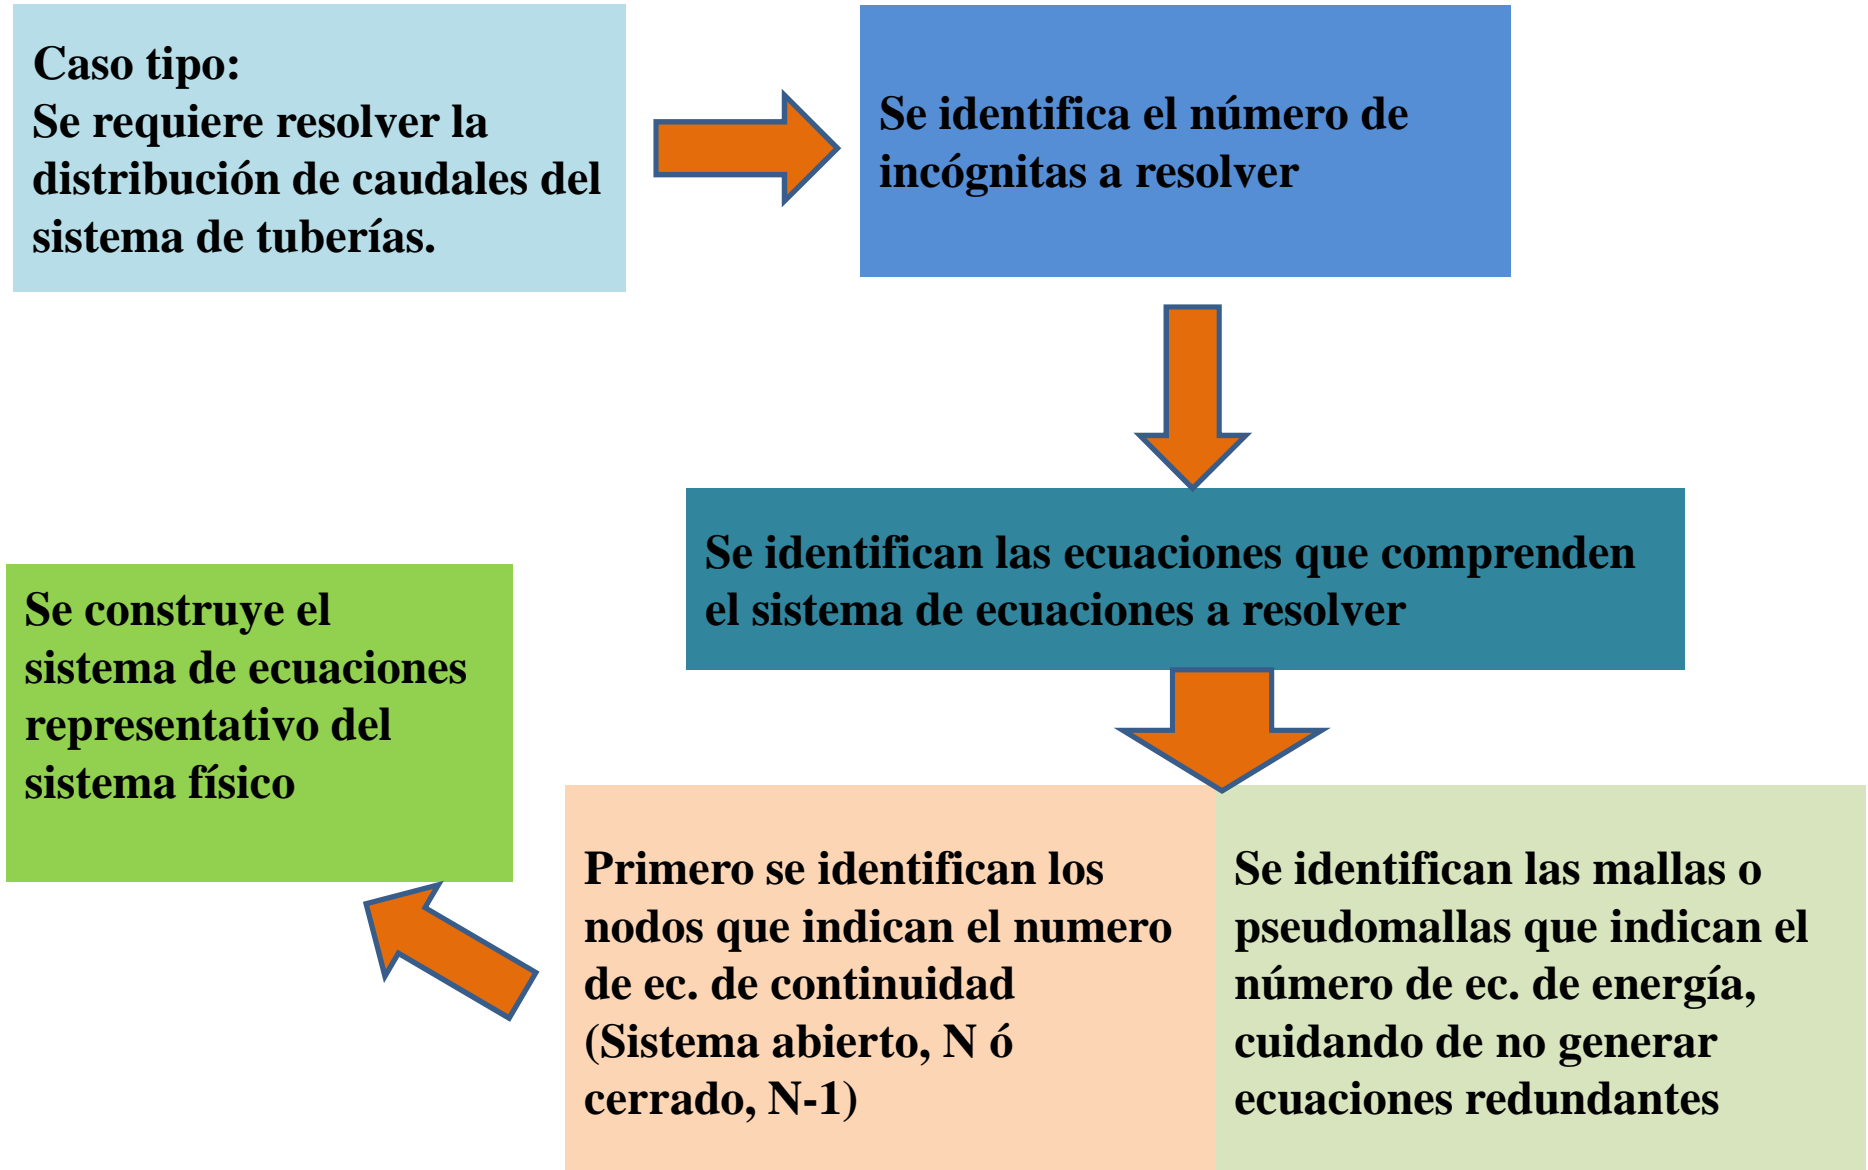 Caso tipo:
Se requiere resolver la
distribución de caudales del
sistema de tuberías.
Se identifica el número de
incógnitas a resolver
Se identifican las ecuaciones que comprenden
el sistema de ecuaciones a resolver
Primero se identifican los
nodos que indican el numero
de ec. de continuidad
(Sistema abierto, N ó
cerrado, N-1)
Se identifican las mallas o
pseudomallas que indican el
número de ec. de energía,
cuidando de no generar
ecuaciones redundantes
Se construye el
sistema de ecuaciones
representativo del
sistema físico